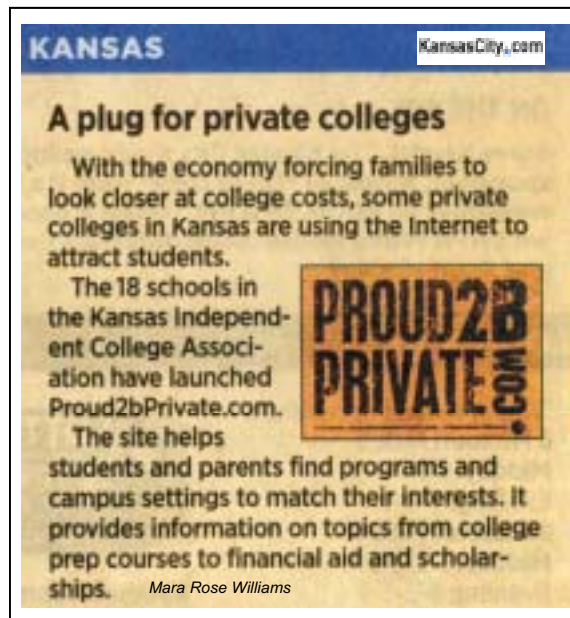 KANSAS
KansasCity.com
A plug for private colleges
With the economy forcing families to
look closer at college costs, some private
colleges in Kansas are using the Internet to
attract students.
The 18 schools in
the Kansas Independ-
ent College Associ-
ation have launched
Proud2bPrivate.com.
The site helps
students and parents find programs and
campus settings to match their interests. It
provides information on topics from college
prep courses to financial aid and scholar-
ships.
Mara Rose Williams
PROUD2B
PRIVATE
.COM